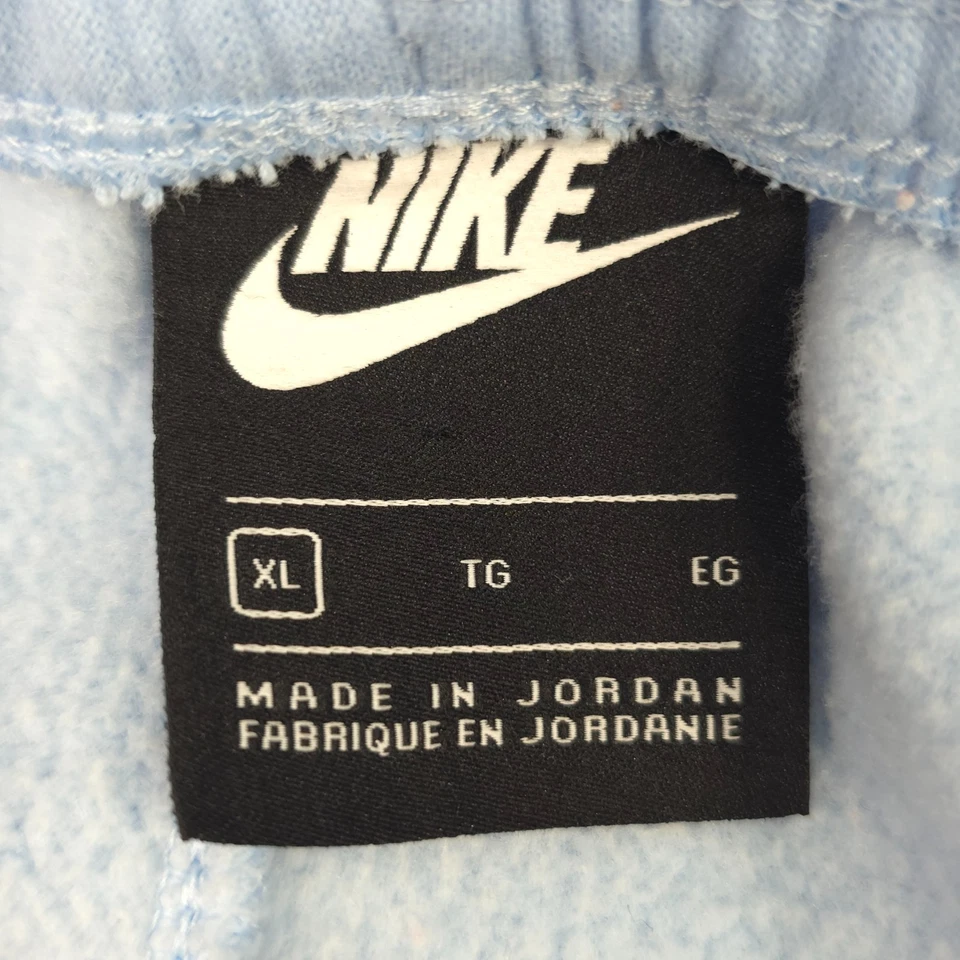 NIKE
XL TG EG
MADE IN JORDAN
FABRIQUE EN JORDANIE